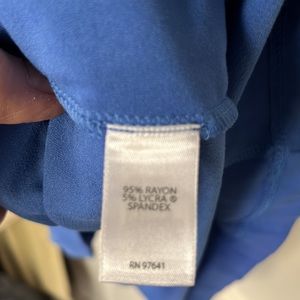 95% RAYON
5% LYCRA ®
SPANDEX
RN 97641